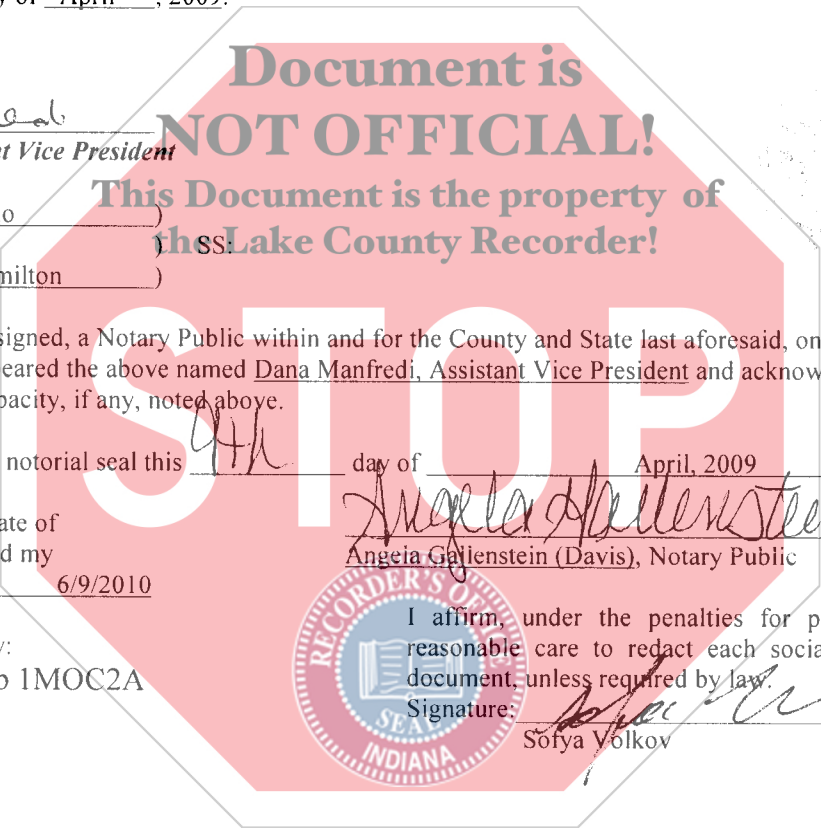 April, 2009.
Document is
NOT OFFICIAL!
This Document is the property of
the Lake County Recorder!
t Vice President
o )
) SS:
milton )
STOP
signed, a Notary Public within and for the County and State last aforesaid, on
eared the above named Dana Manfredi, Assistant Vice President and acknow
pacity, if any, noted above.
notorial seal this 9th day of April, 2009
ate of
d my
6/9/2010
Angela Gallenstein
Angela Gallenstein (Davis), Notary Public
RECORDER'S OFFICE
SEAL
INDIANA
I affirm, under the penalties for p
reasonable care to redact each socia
document, unless required by law.
Signature:
Sofya Volkov
y:
o 1MOC2A